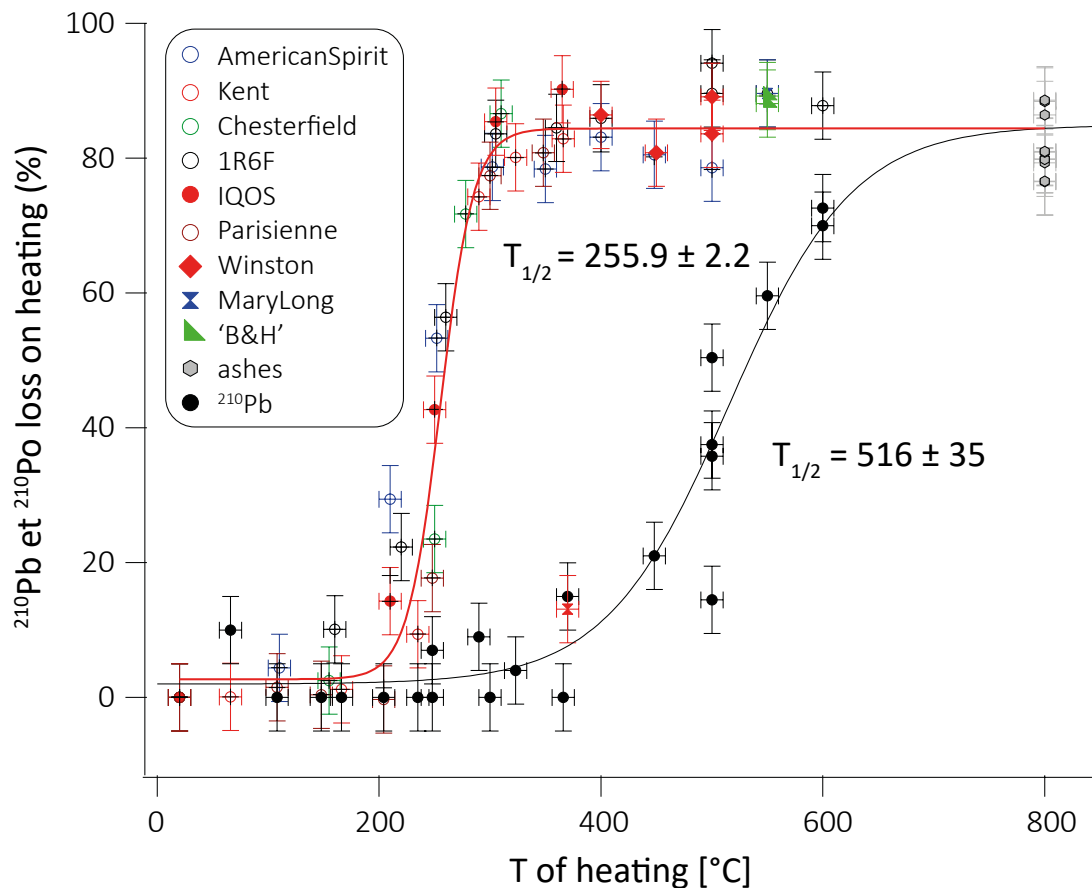 100
80
60
40
20
0
²¹⁰Pb et ²¹⁰Po loss on heating (%)
AmericanSpirit
Kent
Chesterfield
1R6F
IQOS
Parisienne
Winston
MaryLong
‘B&H’
ashes
²¹⁰Pb
T₁/₂ = 255.9 ± 2.2
T₁/₂ = 516 ± 35
0 200 400 600 800
T of heating [°C]